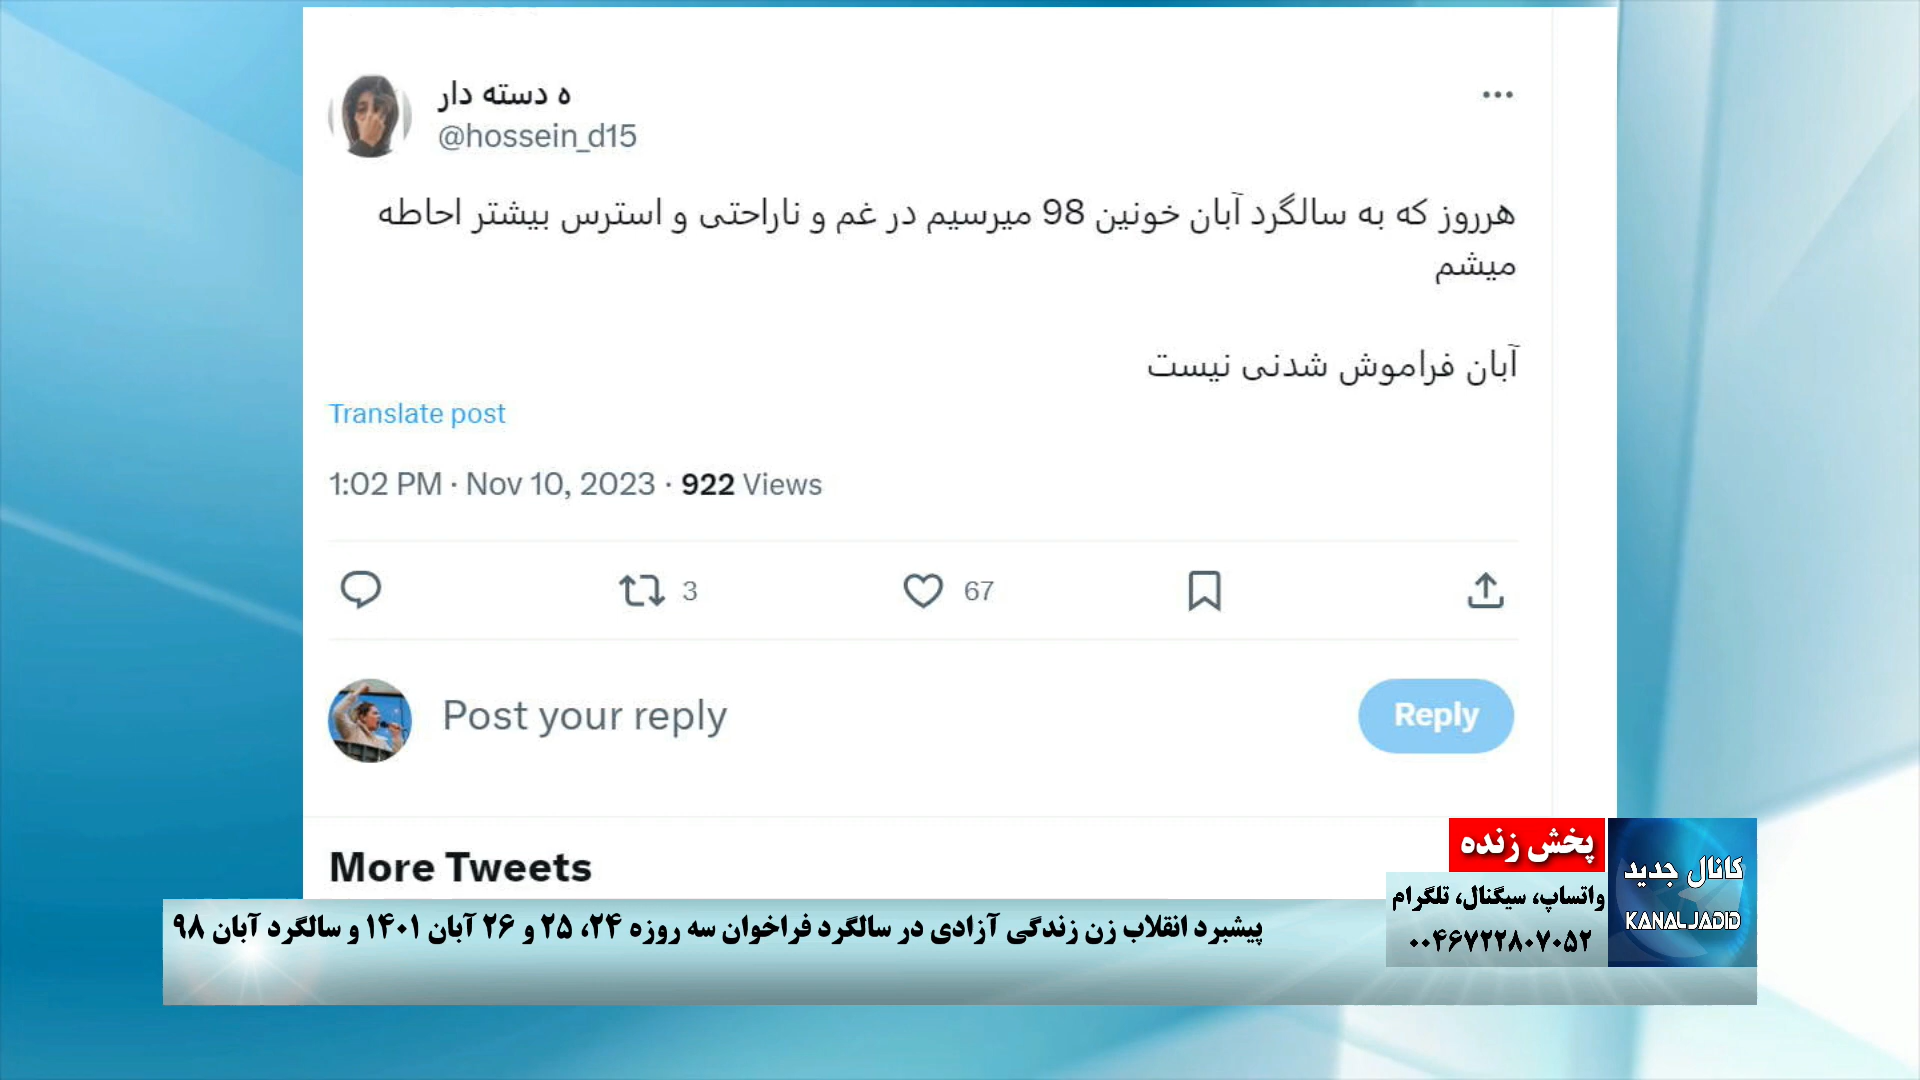 ه دسته دار
@hossein_d15
هرروز که به سالگرد آبان خونین 98 میرسیم در غم و ناراحتی و استرس بیشتر احاطه
میشم
آبان فراموش شدنی نیست
Translate post
1:02 PM · Nov 10, 2023 · 922 Views
3
67
Post your reply
Reply
More Tweets
پخش زنده
کانال جدید
KANAL JADID
واتساپ، سیگنال، تلگرام
۰۰۴۶۷۲۲۸۰۷۰۵۲
پیشبرد انقلاب زن زندگی آزادی در سالگرد فراخوان سه روزه ۲۴، ۲۵ و ۲۶ آبان ۱۴۰۱ و سالگرد آبان ۹۸